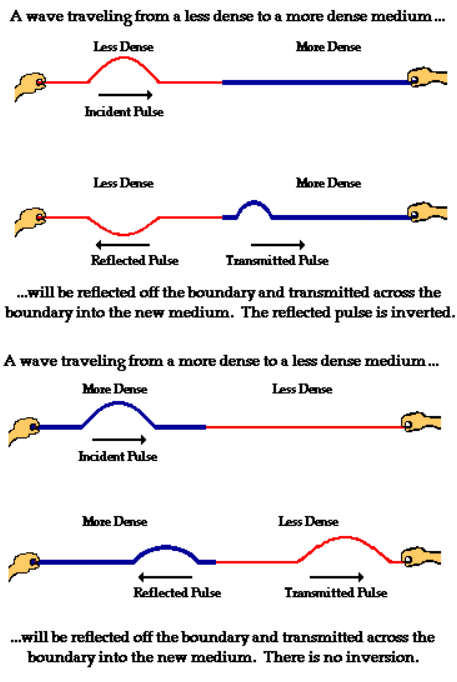 A wave traveling from a less dense to a more dense medium...
Less Dense More Dense
Incident Pulse
Less Dense More Dense
Reflected Pulse Transmitted Pulse
...will be reflected off the boundary and transmitted across the
boundary into the new medium. The reflected pulse is inverted.
A wave traveling from a more dense to a less dense medium...
More Dense Less Dense
Incident Pulse
More Dense Less Dense
Reflected Pulse Transmitted Pulse
...will be reflected off the boundary and transmitted across the
boundary into the new medium. There is no inversion.